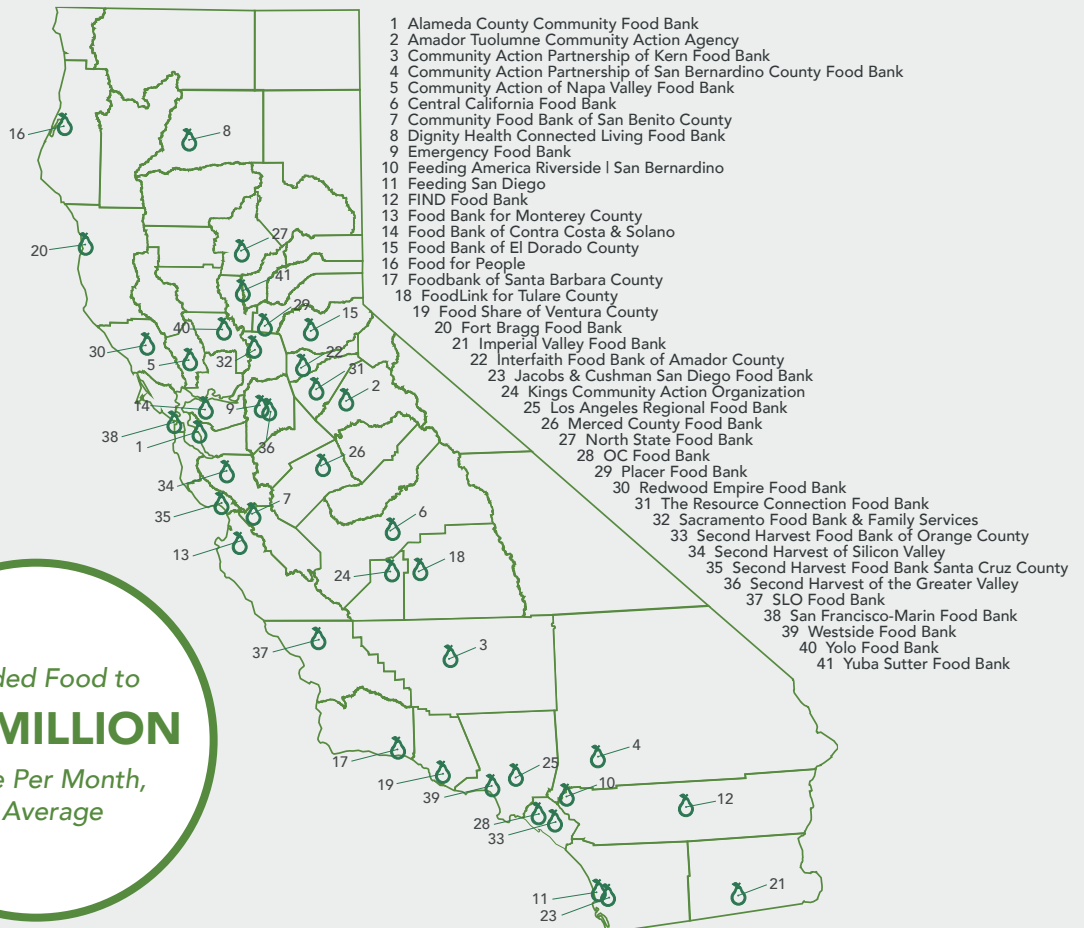 1 Alameda County Community Food Bank
2 Amador Tuolumne Community Action Agency
3 Community Action Partnership of Kern Food Bank
4 Community Action Partnership of San Bernardino County Food Bank
5 Community Action of Napa Valley Food Bank
6 Central California Food Bank
7 Community Food Bank of San Benito County
8 Dignity Health Connected Living Food Bank
9 Emergency Food Bank
10 Feeding America Riverside | San Bernardino
11 Feeding San Diego
12 FIND Food Bank
13 Food Bank for Monterey County
14 Food Bank of Contra Costa & Solano
15 Food Bank of El Dorado County
16 Food for People
17 Foodbank of Santa Barbara County
18 FoodLink for Tulare County
19 Food Share of Ventura County
20 Fort Bragg Food Bank
21 Imperial Valley Food Bank
22 Interfaith Food Bank of Amador County
23 Jacobs & Cushman San Diego Food Bank
24 Kings Community Action Organization
25 Los Angeles Regional Food Bank
26 Merced County Food Bank
27 North State Food Bank
28 OC Food Bank
29 Placer Food Bank
30 Redwood Empire Food Bank
31 The Resource Connection Food Bank
32 Sacramento Food Bank & Family Services
33 Second Harvest Food Bank of Orange County
34 Second Harvest of Silicon Valley
35 Second Harvest Food Bank Santa Cruz County
36 Second Harvest of the Greater Valley
37 SLO Food Bank
38 San Francisco-Marin Food Bank
39 Westside Food Bank
40 Yolo Food Bank
41 Yuba Sutter Food Bank
16
8
20
27
41
29
15
40
30
5
32
22
31
2
14
9
38
1
36
26
34
35
7
6
13
24
18
37
3
17
19
39
25
4
10
12
28
33
11
23
21
ded Food to
MILLION
e Per Month,
Average